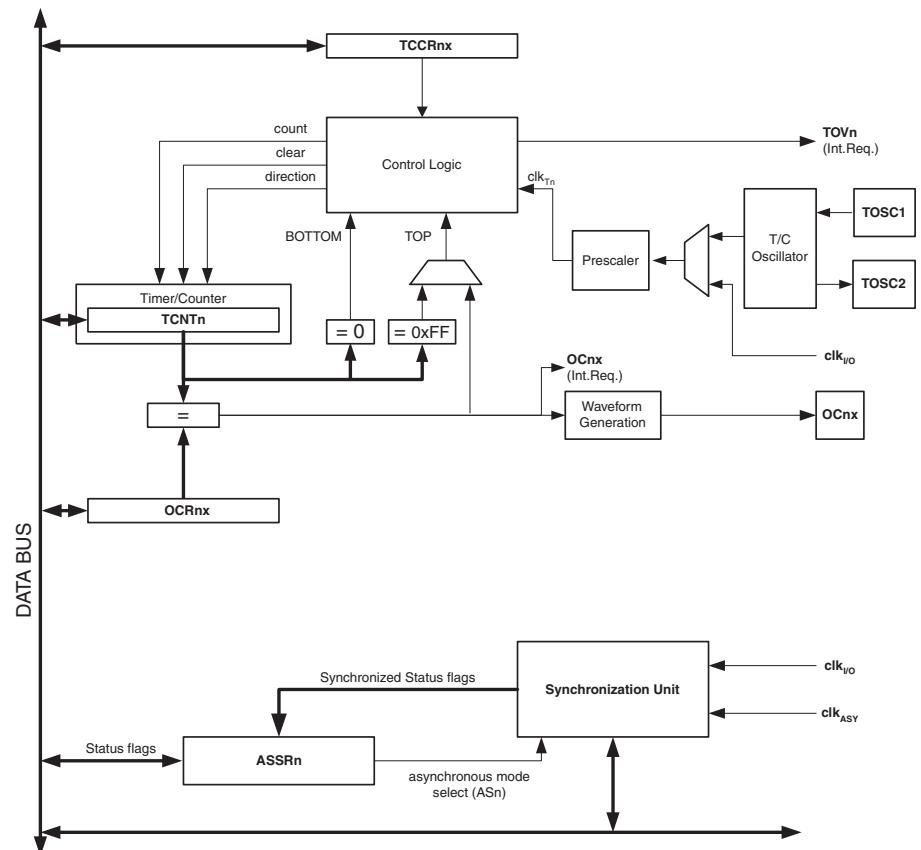 TCCRnx
count
clear
direction
Control Logic
TOVn
(Int.Req.)
clkTn
BOTTOM
TOP
Prescaler
T/C
Oscillator
TOSC1
TOSC2
Timer/Counter
TCNTn
= 0
= 0xFF
clkI/O
OCnx
(Int.Req.)
=
Waveform
Generation
OCnx
OCRnx
DATA BUS
Synchronized Status flags
Synchronization Unit
clkI/O
clkASY
Status flags
ASSRn
asynchronous mode
select (ASn)